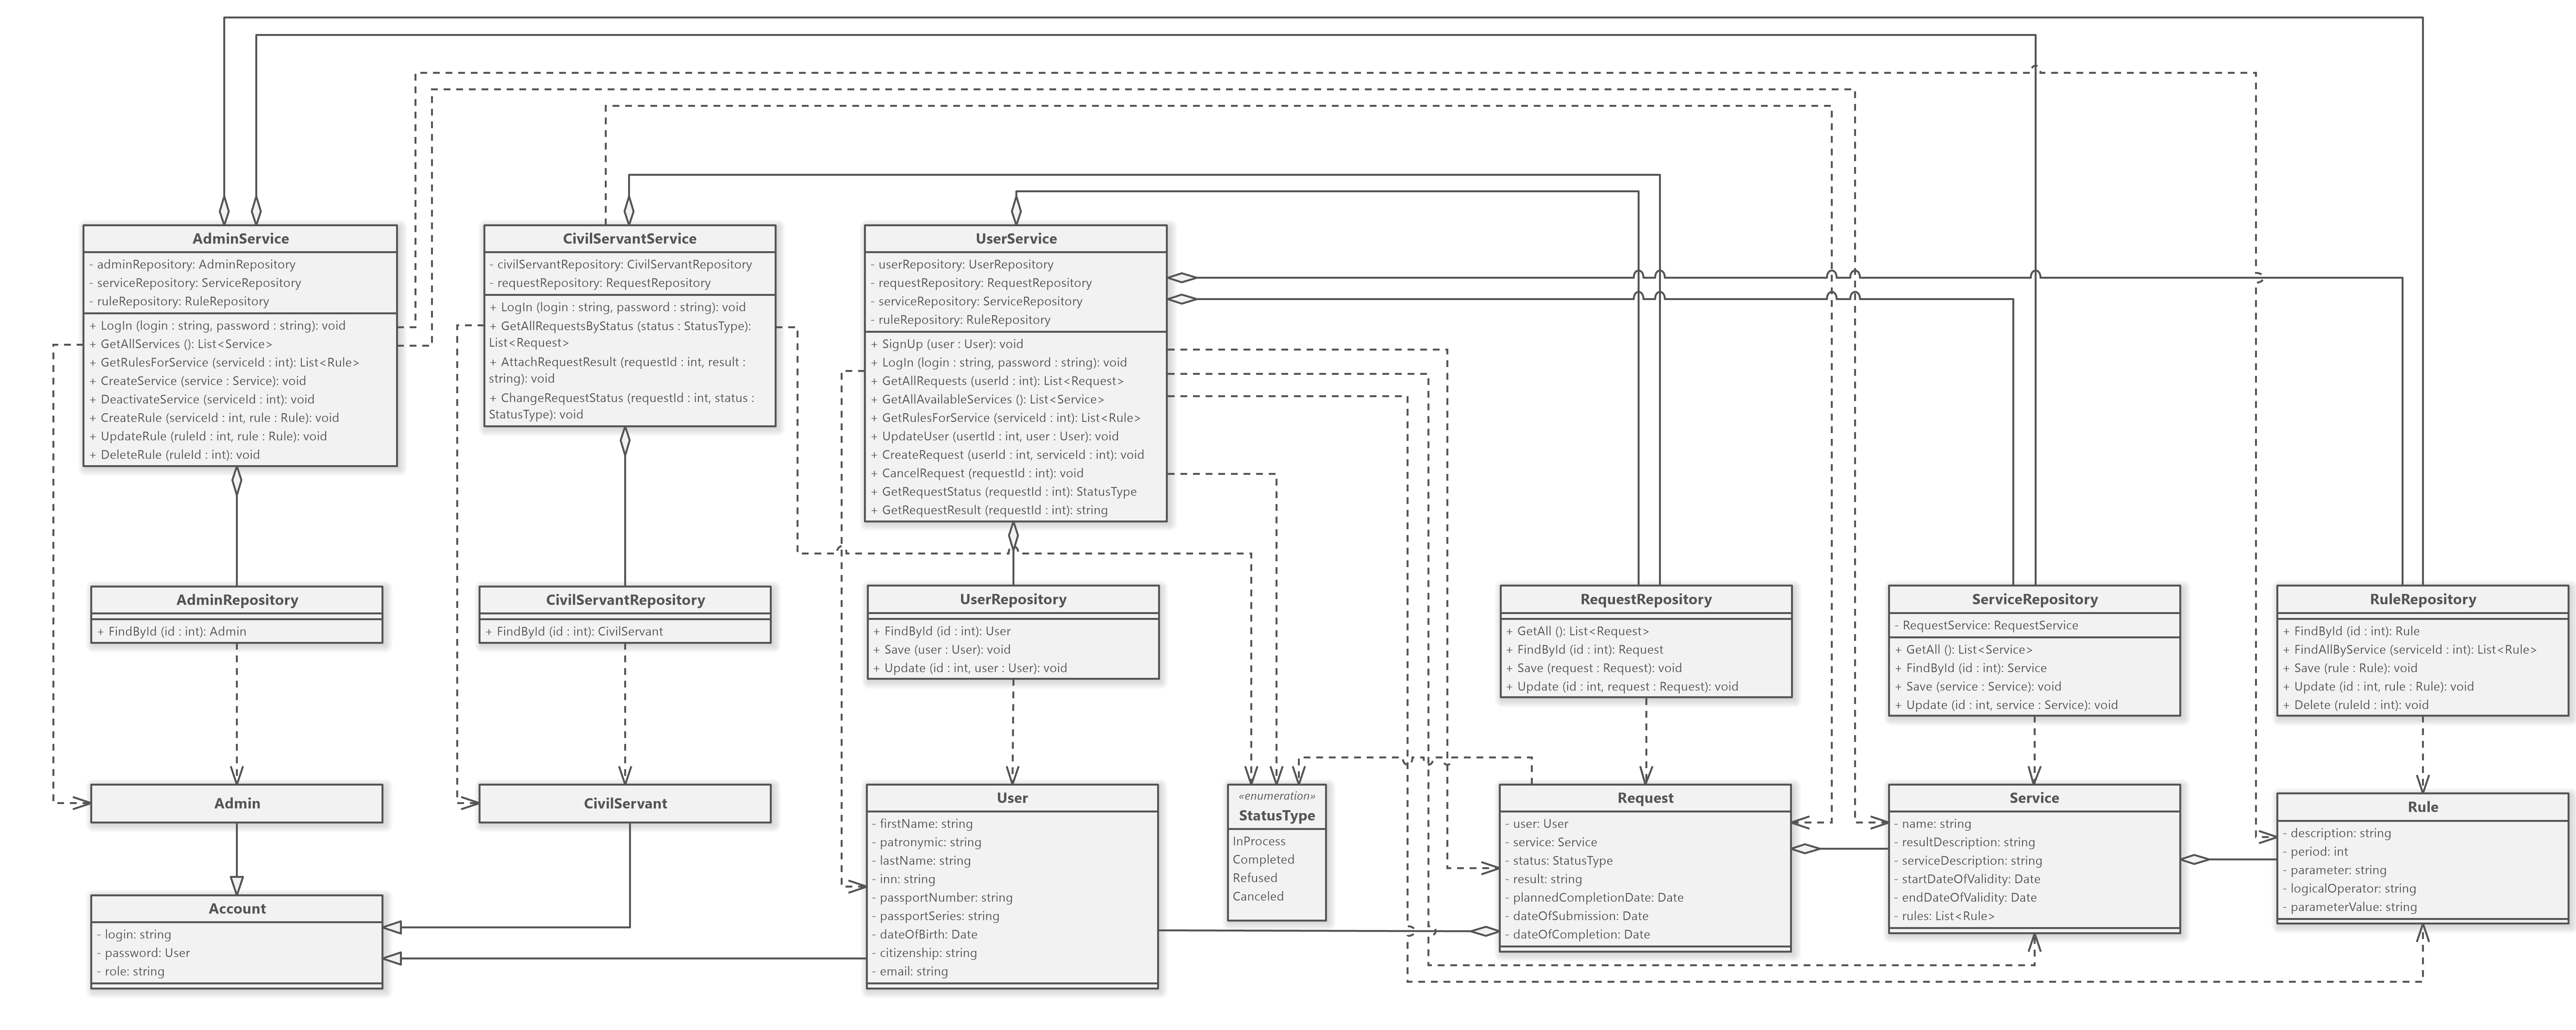 AdminService
- adminRepository: AdminRepository
- serviceRepository: ServiceRepository
- ruleRepository: RuleRepository
+ LogIn (login : string, password : string): void
+ GetAllServices (): List<Service>
+ GetRulesForService (serviceId : int): List<Rule>
+ CreateService (service : Service): void
+ DeactivateService (serviceId : int): void
+ CreateRule (serviceId : int, rule : Rule): void
+ UpdateRule (ruleId : int, rule : Rule): void
+ DeleteRule (ruleId : int): void
CivilServantService
- civilServantRepository: CivilServantRepository
- requestRepository: RequestRepository
+ LogIn (login : string, password : string): void
+ GetAllRequestsByStatus (status : StatusType):
List<Request>
+ AttachRequestResult (requestId : int, result :
string): void
+ ChangeRequestStatus (requestId : int, status :
StatusType): void
UserService
- userRepository: UserRepository
- requestRepository: RequestRepository
- serviceRepository: ServiceRepository
- ruleRepository: RuleRepository
+ SignUp (user : User): void
+ LogIn (login : string, password : string): void
+ GetAllRequests (userId : int): List<Request>
+ GetAllAvailableServices (): List<Service>
+ GetRulesForService (serviceId : int): List<Rule>
+ UpdateUser (usertId : int, user : User): void
+ CreateRequest (userId : int, serviceId : int): void
+ CancelRequest (requestId : int): void
+ GetRequestStatus (requestId : int): StatusType
+ GetRequestResult (requestId : int): string
AdminRepository
+ FindById (id : int): Admin
CivilServantRepository
+ FindById (id : int): CivilServant
UserRepository
+ FindById (id : int): User
+ Save (user : User): void
+ Update (id : int, user : User): void
RequestRepository
+ GetAll (): List<Request>
+ FindById (id : int): Request
+ Save (request : Request): void
+ Update (id : int, request : Request): void
ServiceRepository
- RequestService: RequestService
+ GetAll (): List<Service>
+ FindById (id : int): Service
+ Save (service : Service): void
+ Update (id : int, service : Service): void
RuleRepository
+ FindById (id : int): Rule
+ FindAllByService (serviceId : int): List<Rule>
+ Save (rule : Rule): void
+ Update (id : int, rule : Rule): void
+ Delete (ruleId : int): void
Admin
CivilServant
User
- firstName: string
- patronymic: string
- lastName: string
- inn: string
- passportNumber: string
- passportSeries: string
- dateOfBirth: Date
- citizenship: string
- email: string
«enumeration»
StatusType
InProcess
Completed
Refused
Canceled
Request
- user: User
- service: Service
- status: StatusType
- result: string
- plannedCompletionDate: Date
- dateOfSubmission: Date
- dateOfCompletion: Date
Service
- name: string
- resultDescription: string
- serviceDescription: string
- startDateOfValidity: Date
- endDateOfValidity: Date
- rules: List<Rule>
Rule
- description: string
- period: int
- parameter: string
- logicalOperator: string
- parameterValue: string
Account
- login: string
- password: User
- role: string